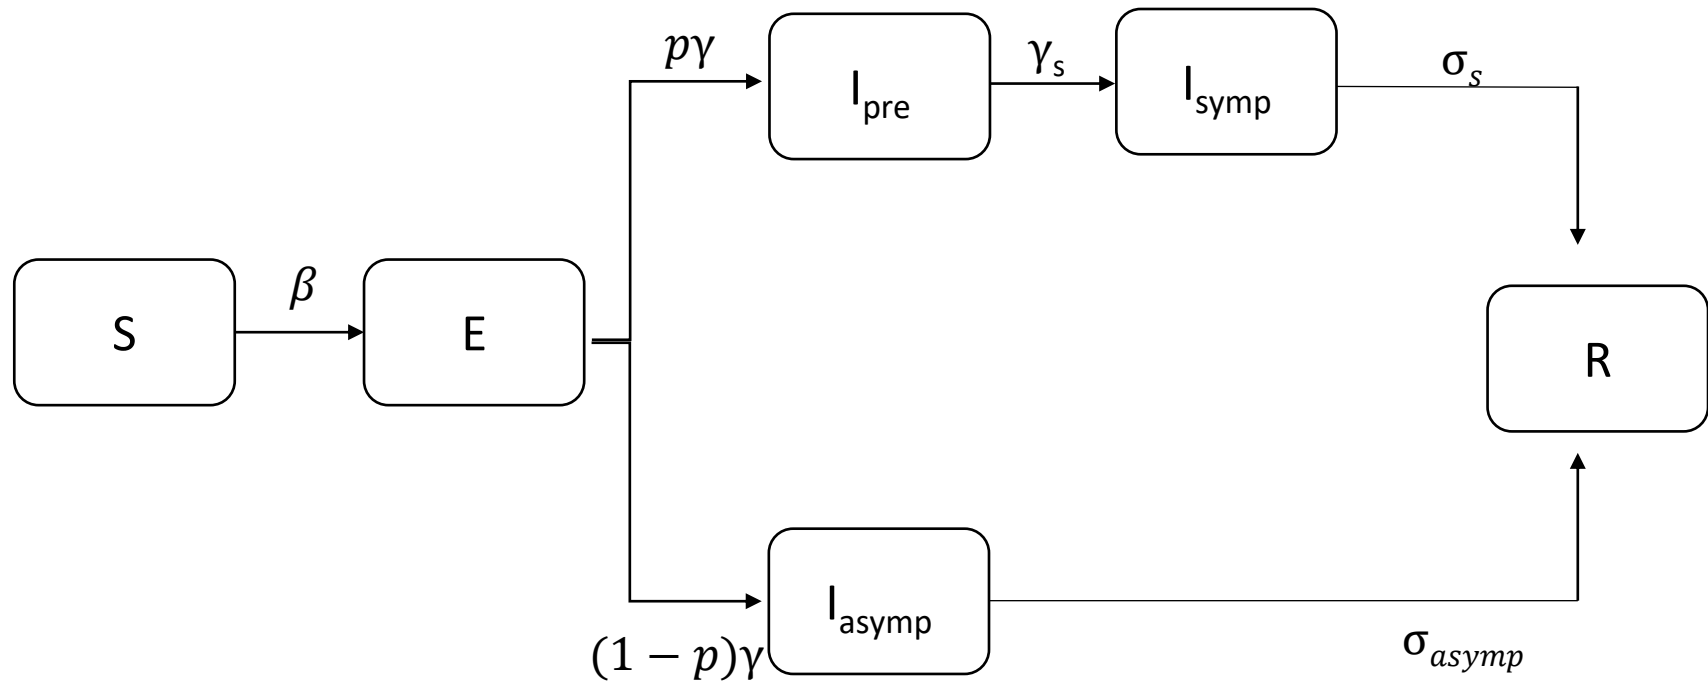 pγ
I_pre
γ_s
I_symp
σ_s
S
β
E
R
I_asymp
(1 − p)γ
σ_asymp